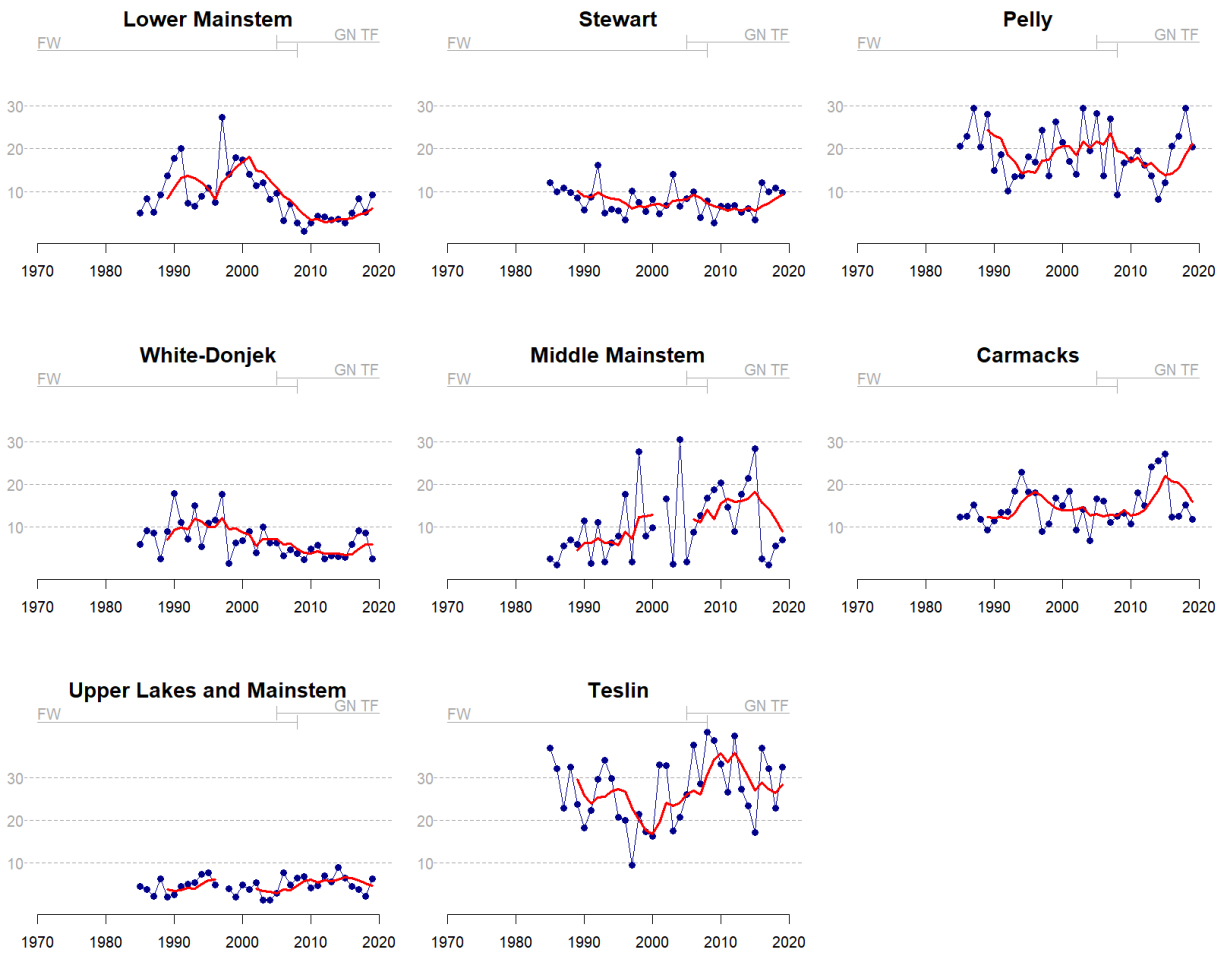 Lower Mainstem
Stewart
Pelly
GN TF
GN TF
GN TF
FW
FW
FW
30
30
20
20
20
10
10
10
1970 1980 1990 2000 2010 2020
1970 1980 1990 2000 2010 2020
1970 1980 1990 2000 2010 2020
White-Donjek
Middle Mainstem
Carmacks
GN TF
GN TF
GN TF
FW
FW
FW
30
30
30
20
20
20
10
10
10
1970 1980 1990 2000 2010 2020
1970 1980 1990 2000 2010 2020
1970 1980 1990 2000 2010 2020
Upper Lakes and Mainstem
Teslin
GN TF
GN TF
FW
FW
30
30
20
20
10
10
1970 1980 1990 2000 2010 2020
1970 1980 1990 2000 2010 2020